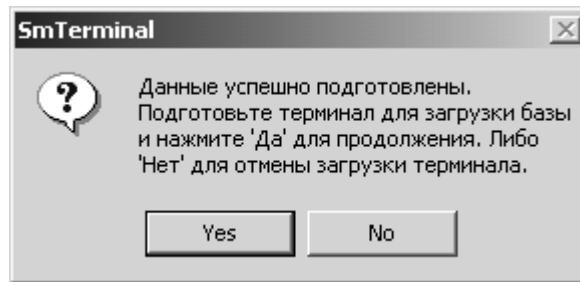 SmTerminal
Данные успешно подготовлены.
Подготовьте терминал для загрузки базы
и нажмите 'Да' для продолжения. Либо
'Нет' для отмены загрузки терминала.
Yes
No